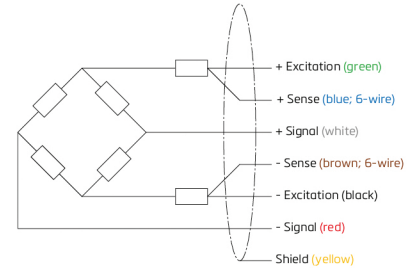 + Excitation (green)
+ Sense (blue; 6-wire)
+ Signal (white)
- Sense (brown; 6-wire)
- Excitation (black)
- Signal (red)
Shield (yellow)